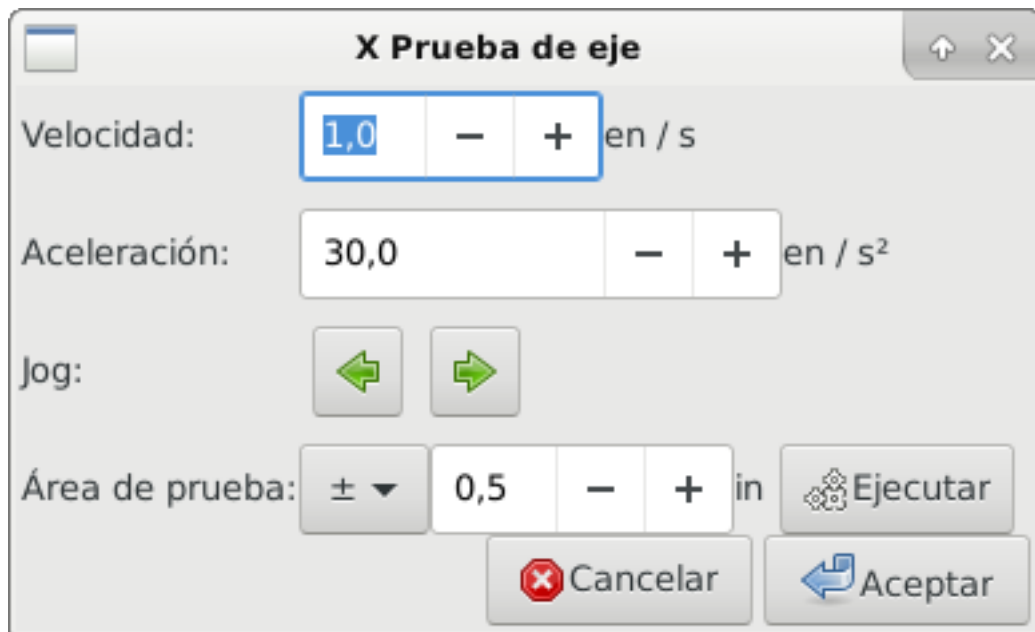 X Prueba de eje
Velocidad: 1,0 − + en / s
Aceleración: 30,0 − + en / s²
Jog:
Área de prueba: ± 0,5 − + in Ejecutar
Cancelar Aceptar